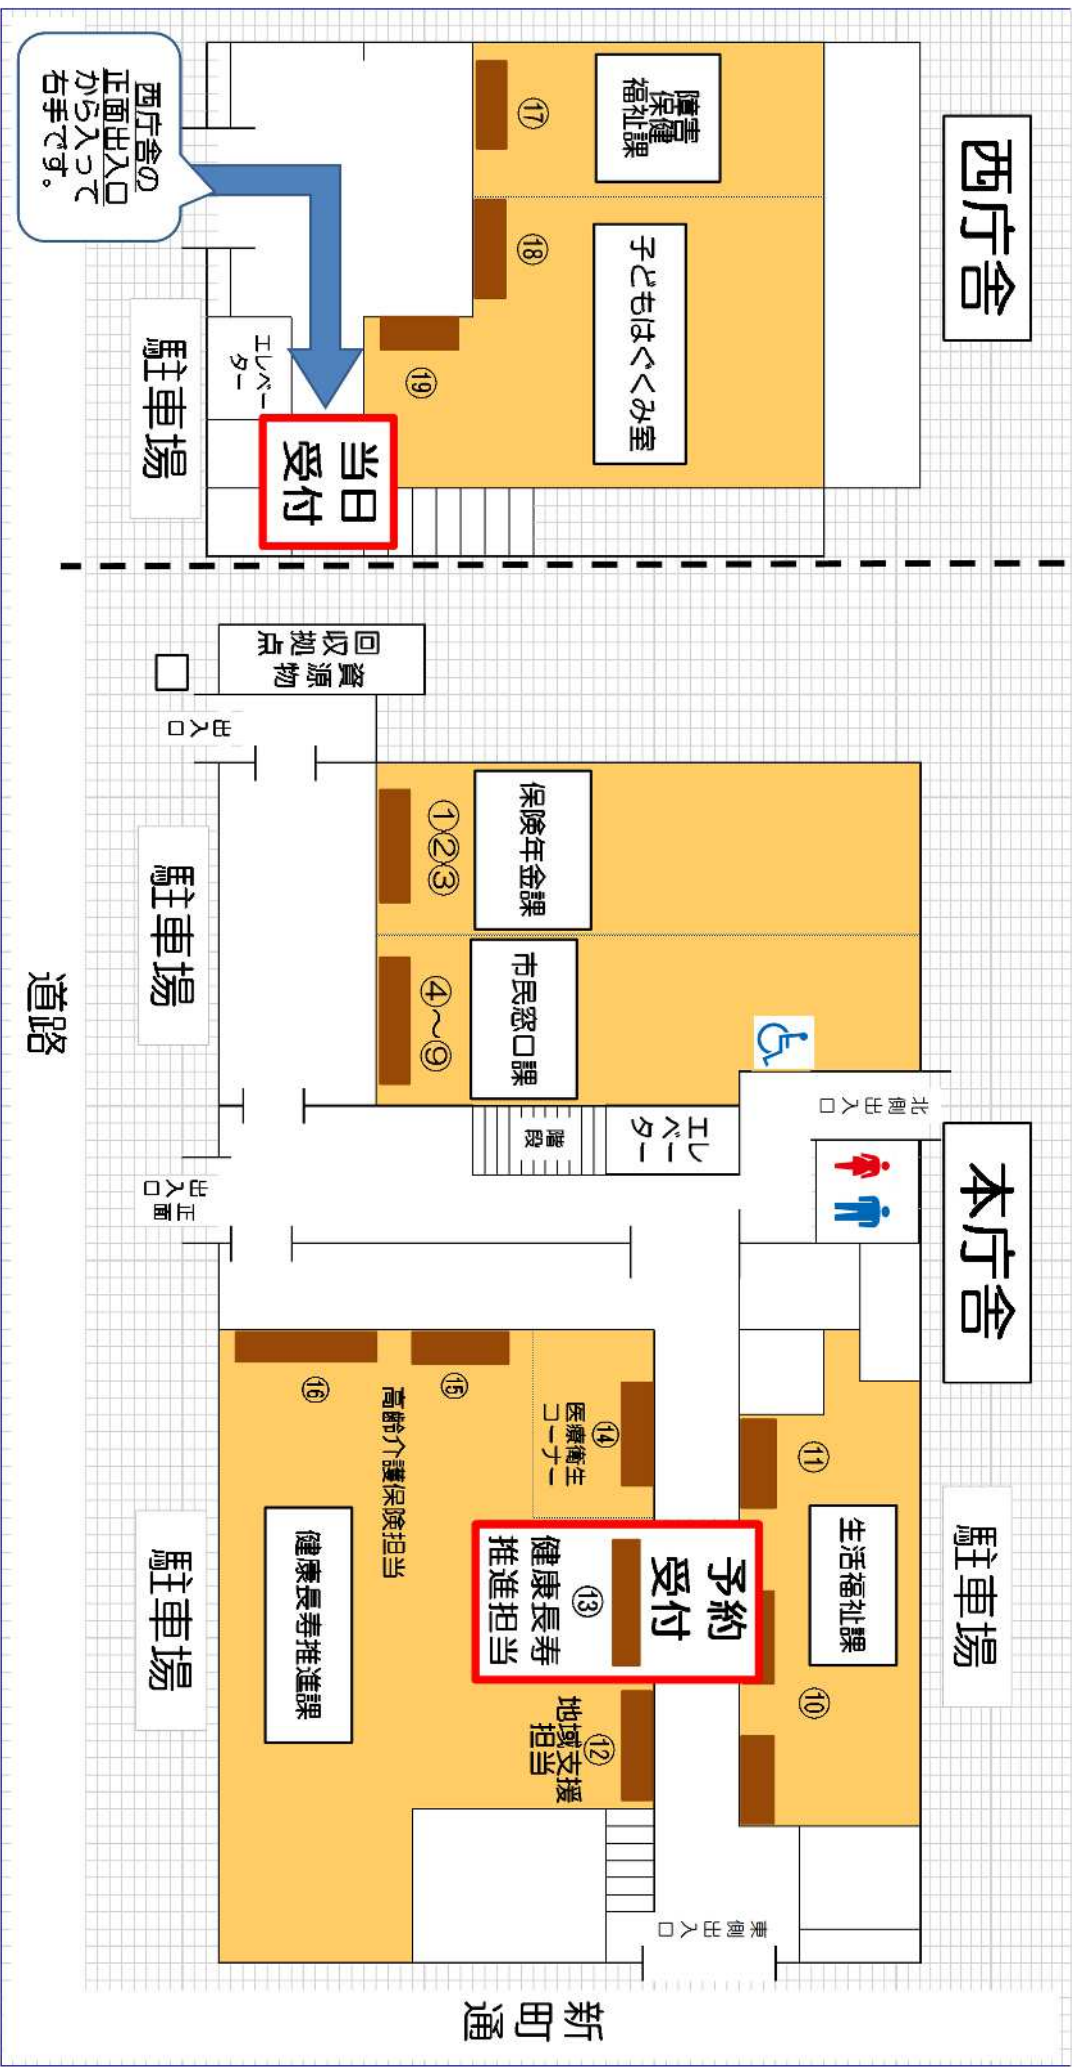 西庁舎
本庁舎
障害
保健
福祉課
⑰
子どもはぐくみ室
⑱
⑲
西庁舎の
正面出入口
から入って
右手です。
エレベー
ター
当日
受付
駐車場
資源物
回収拠点
出入口
保険年金課
①②③
市民窓口課
④～⑨
駐車場
道路
階段
エレ
ベー
ター
北側出入口
正面
出入口
駐車場
生活福祉課
⑪
⑩
⑭
医療衛生
コーナー
⑮
⑯
高齢介護保険担当
予約
受付
⑬
健康長寿
推進担当
⑫
地域支援
担当
健康長寿推進課
駐車場
東側出入口
新町通